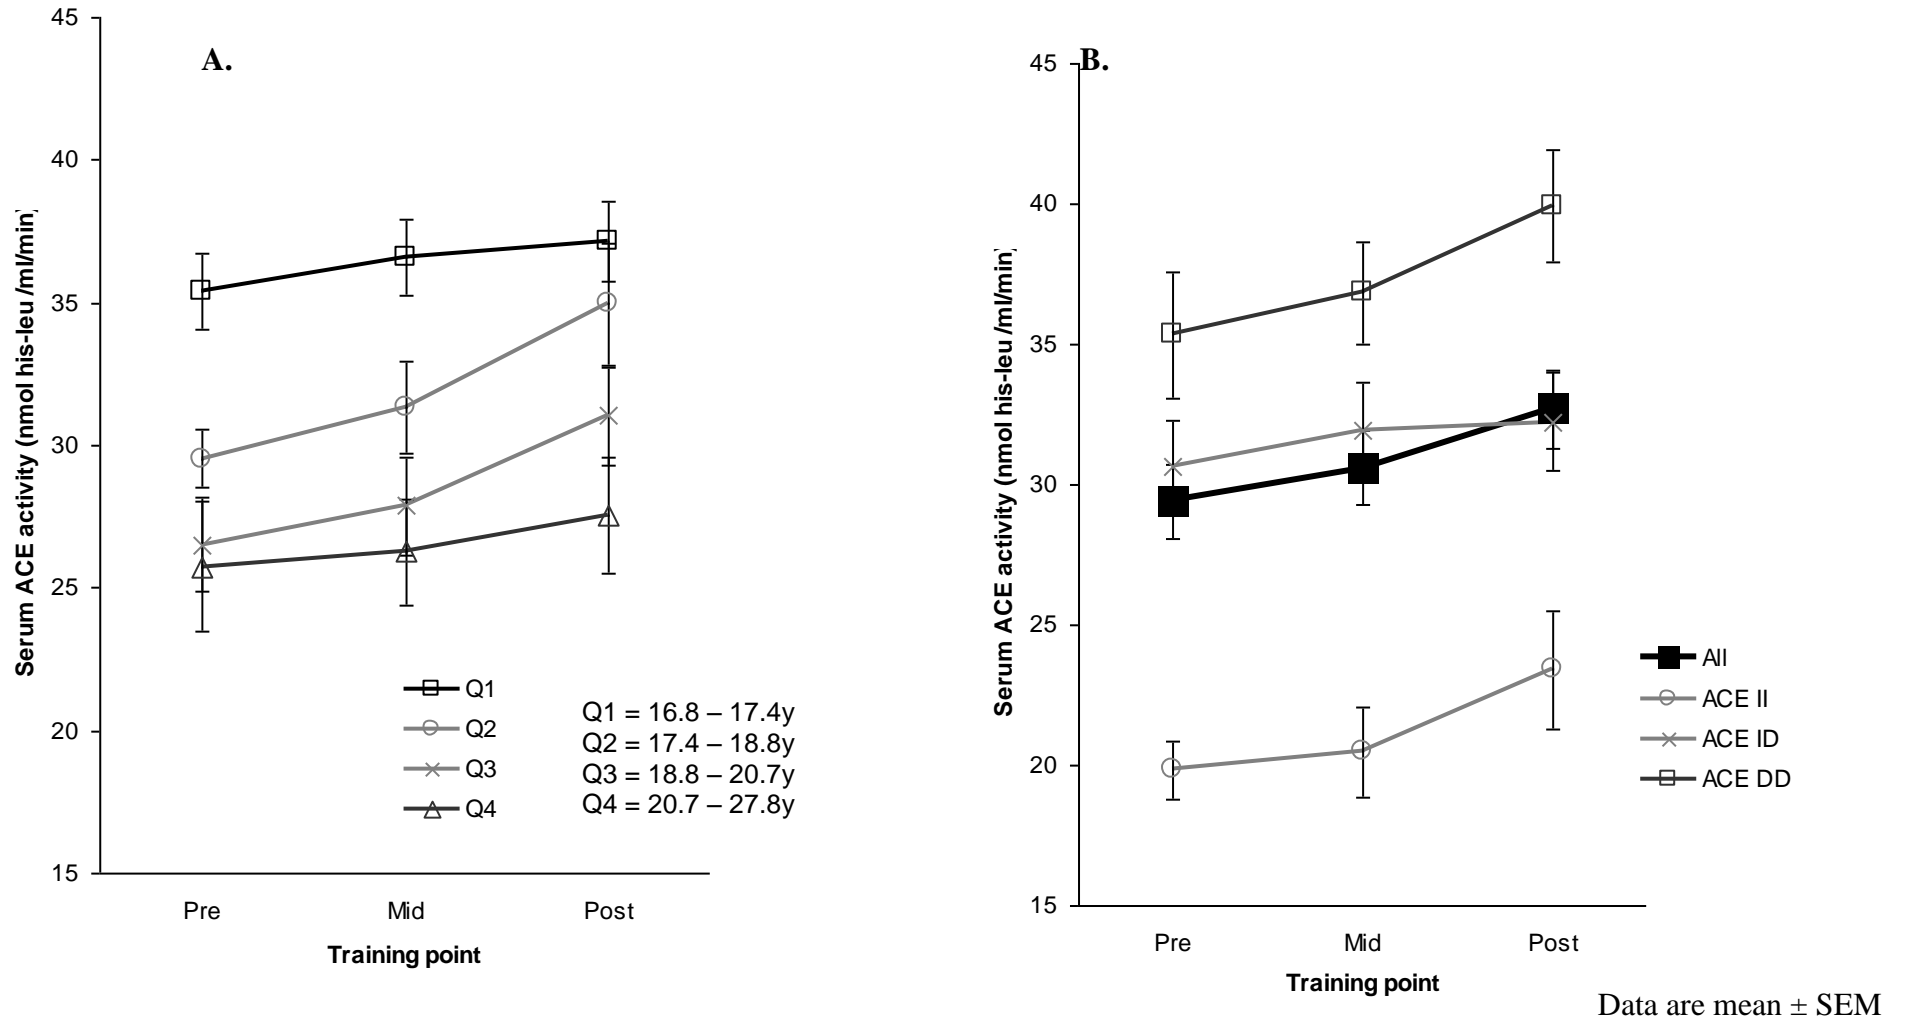 A.
45
40
35
30
25
20
15
Serum ACE activity (nmol his-leu /ml/min)
Pre Mid Post
Training point
Q1
Q2
Q3
Q4
Q1 = 16.8 – 17.4y
Q2 = 17.4 – 18.8y
Q3 = 18.8 – 20.7y
Q4 = 20.7 – 27.8y
B.
45
40
35
30
25
20
15
Serum ACE activity (nmol his-leu /ml/min)
Pre Mid Post
Training point
All
ACE II
ACE ID
ACE DD
Data are mean ± SEM